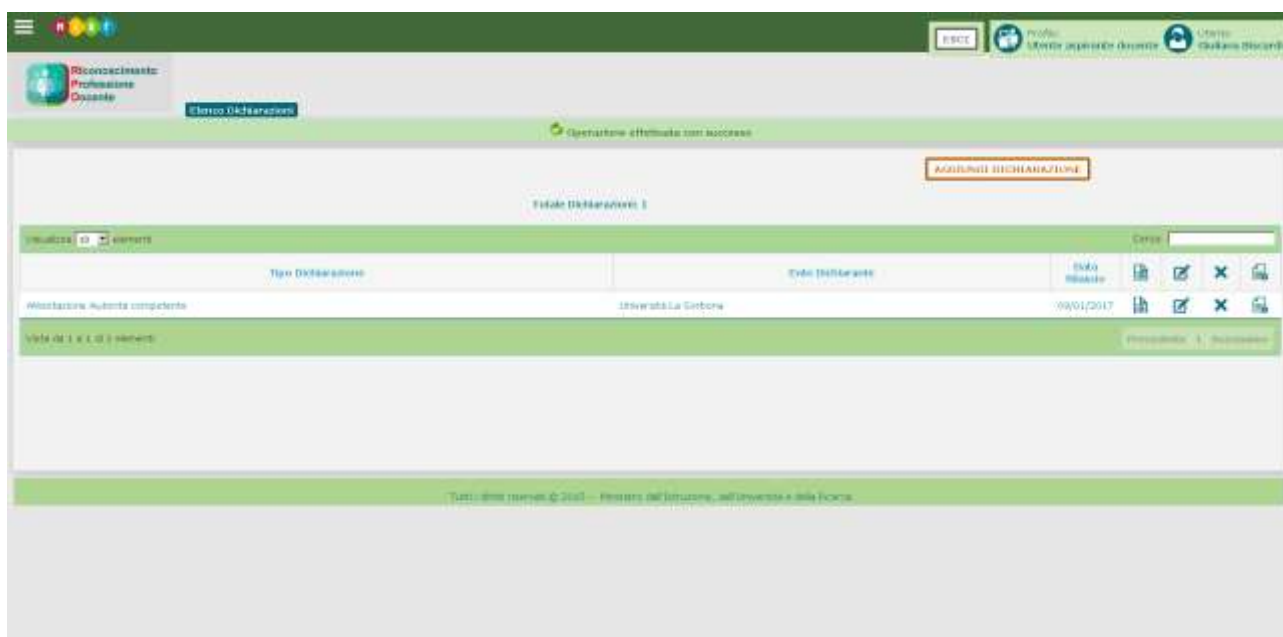 MIUR
ESCI
Profilo:
Utente aspirante docente
Utente:
Giuliana
Riconoscimento
Professione
Docente
Elenco Dichiarazioni
Operazione effettuata con successo
AGGIUNGI DICHIARAZIONE
Totale Dichiarazioni: 1
Visualizza 10 elementi
Cerca
Tipo Dichiarazione
Ente Dichiarante
Data
Rilascio
Attestazione Autorità competente
Università La Sorbona
09/01/2017
Vista da 1 a 1 di 1 elementi
Precedente 1 Successivo
Tutti i diritti riservati © - Ministero dell'Istruzione, dell'Università e della Ricerca